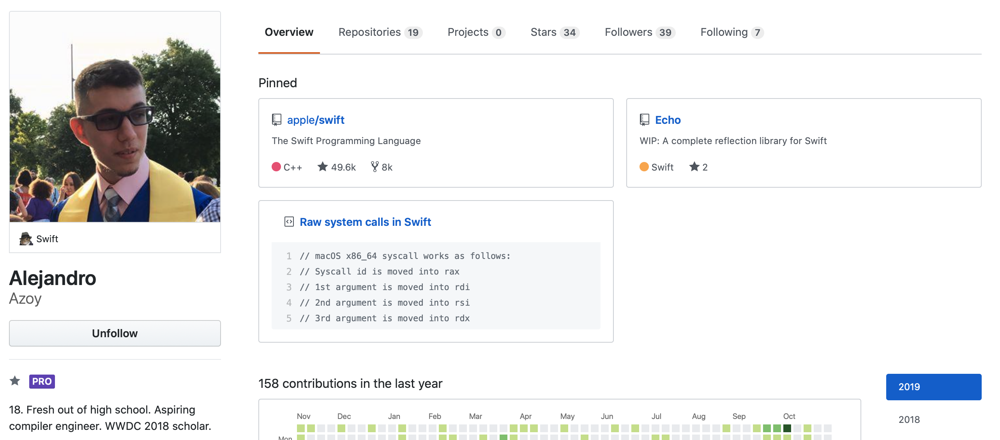 Overview Repositories 19 Projects 0 Stars 34 Followers 39 Following 7
Pinned
apple/swift
The Swift Programming Language
C++ 49.6k 8k
Echo
WIP: A complete reflection library for Swift
Swift 2
Raw system calls in Swift
1 // macOS x86_64 syscall works as follows:
2 // Syscall id is moved into rax
3 // 1st argument is moved into rdi
4 // 2nd argument is moved into rsi
5 // 3rd argument is moved into rdx
Swift
Alejandro
Azoy
Unfollow
PRO
18. Fresh out of high school. Aspiring
compiler engineer. WWDC 2018 scholar.
158 contributions in the last year
Nov Dec Jan Feb Mar Apr May Jun Jul Aug Sep Oct
Mon
2019
2018